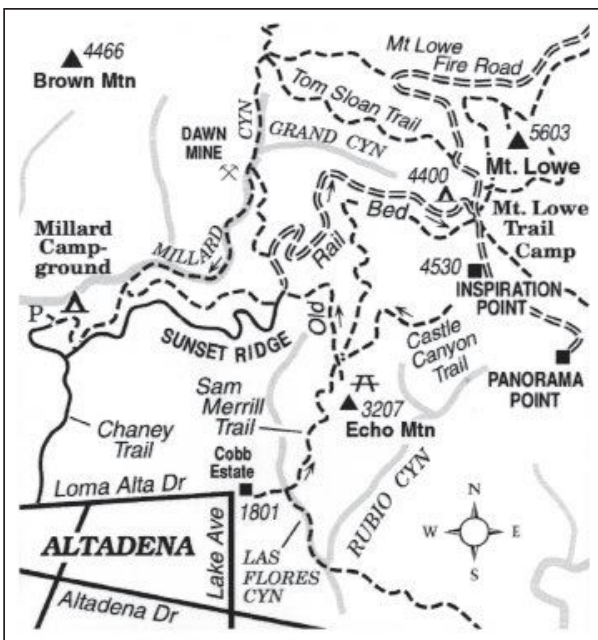 4466
Brown Mtn
Mt Lowe
Fire Road
Tom Sloan Trail
CYN
GRAND CYN
DAWN
MINE
5603
Mt. Lowe
4400
Bed
Mt. Lowe
Trail
Camp
Millard
Camp-
ground
MILLARD
Rail
4530
INSPIRATION
POINT
P
Old
SUNSET RIDGE
Castle
Canyon
Trail
PANORAMA
POINT
Sam
Merrill
Trail
3207
Echo Mtn
Chaney
Trail
Cobb
Estate
Loma Alta Dr
1801
RUBIO CYN
N
W
E
S
ALTADENA
Lake Ave
LAS
FLORES
CYN
Altadena Dr